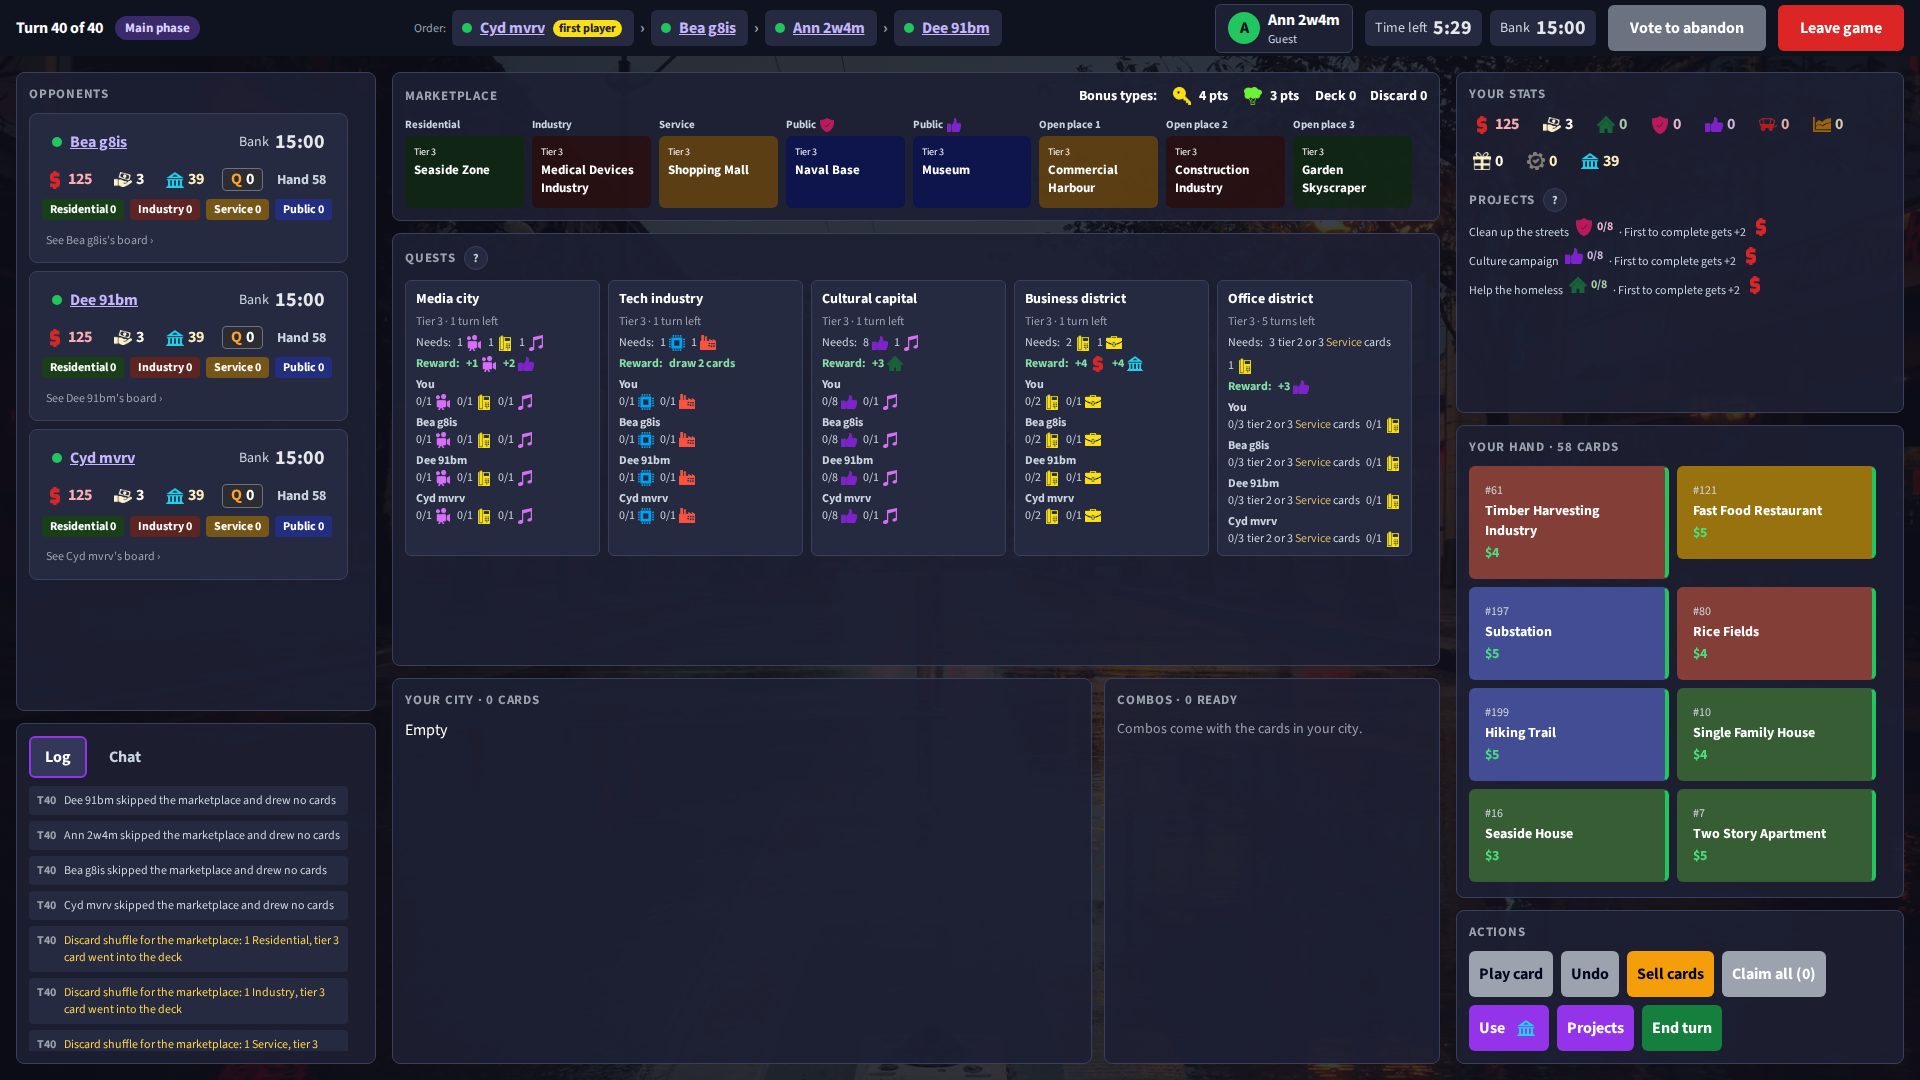 Turn 40 of 40 Main phase
Order: Cyd mvrv first player › Bea g8is › Ann 2w4m › Dee 91bm
A Ann 2w4m
Guest
Time left 5:29 Bank 15:00 Vote to abandon Leave game
OPPONENTS
Bea g8is Bank 15:00
125 3 39 Q 0 Hand 58
Residential 0 Industry 0 Service 0 Public 0
See Bea g8is's board ›
Dee 91bm Bank 15:00
125 3 39 Q 0 Hand 58
Residential 0 Industry 0 Service 0 Public 0
See Dee 91bm's board ›
Cyd mvrv Bank 15:00
125 3 39 Q 0 Hand 58
Residential 0 Industry 0 Service 0 Public 0
See Cyd mvrv's board ›
Log Chat
T40 Dee 91bm skipped the marketplace and drew no cards
T40 Ann 2w4m skipped the marketplace and drew no cards
T40 Bea g8is skipped the marketplace and drew no cards
T40 Cyd mvrv skipped the marketplace and drew no cards
T40 Discard shuffle for the marketplace: 1 Residential, tier 3
card went into the deck
T40 Discard shuffle for the marketplace: 1 Industry, tier 3
card went into the deck
T40 Discard shuffle for the marketplace: 1 Service, tier 3
MARKETPLACE Bonus types: 4 pts 3 pts Deck 0 Discard 0
Residential Industry Service Public Public Open place 1 Open place 2 Open place 3
Tier 3 Tier 3 Tier 3 Tier 3 Tier 3 Tier 3 Tier 3 Tier 3
Seaside Zone Medical Devices Shopping Mall Naval Base Museum Commercial Construction Garden
Industry Harbour Industry Skyscraper
QUESTS ?
Media city
Tier 3 · 1 turn left
Needs: 1 1 1
Reward: +1 +2
You
0/1 0/1 0/1
Bea g8is
0/1 0/1 0/1
Dee 91bm
0/1 0/1 0/1
Cyd mvrv
0/1 0/1 0/1
Tech industry
Tier 3 · 1 turn left
Needs: 1 1
Reward: draw 2 cards
You
0/1 0/1
Bea g8is
0/1 0/1
Dee 91bm
0/1 0/1
Cyd mvrv
0/1 0/1
Cultural capital
Tier 3 · 1 turn left
Needs: 8 1
Reward: +3
You
0/8 0/1
Bea g8is
0/8 0/1
Dee 91bm
0/8 0/1
Cyd mvrv
0/8 0/1
Business district
Tier 3 · 1 turn left
Needs: 2 1
Reward: +4 +4
You
0/2 0/1
Bea g8is
0/2 0/1
Dee 91bm
0/2 0/1
Cyd mvrv
0/2 0/1
Office district
Tier 3 · 5 turns left
Needs: 3 tier 2 or 3 Service cards
1
Reward: +3
You
0/3 tier 2 or 3 Service cards 0/1
Bea g8is
0/3 tier 2 or 3 Service cards 0/1
Dee 91bm
0/3 tier 2 or 3 Service cards 0/1
Cyd mvrv
0/3 tier 2 or 3 Service cards 0/1
YOUR CITY · 0 CARDS
Empty
COMBOS · 0 READY
Combos come with the cards in your city.
YOUR STATS
125 3 0 0 0 0 0
0 0 39
PROJECTS ?
Clean up the streets 0/8 · First to complete gets +2
Culture campaign 0/8 · First to complete gets +2
Help the homeless 0/8 · First to complete gets +2
YOUR HAND · 58 CARDS
#61
Timber Harvesting
Industry
$4
#121
Fast Food Restaurant
$5
#197
Substation
$5
#80
Rice Fields
$4
#199
Hiking Trail
$5
#10
Single Family House
$4
#16
Seaside House
$3
#7
Two Story Apartment
$5
ACTIONS
Play card Undo Sell cards Claim all (0)
Use Projects End turn